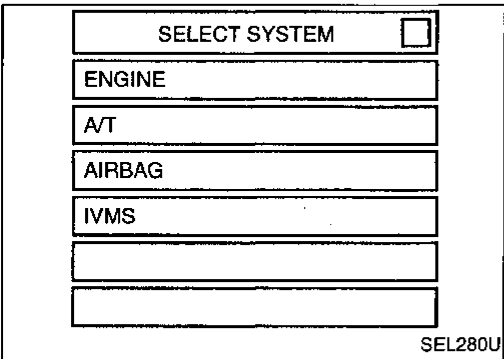 SELECT SYSTEM
ENGINE
A/T
AIRBAG
IVMS
SEL280U